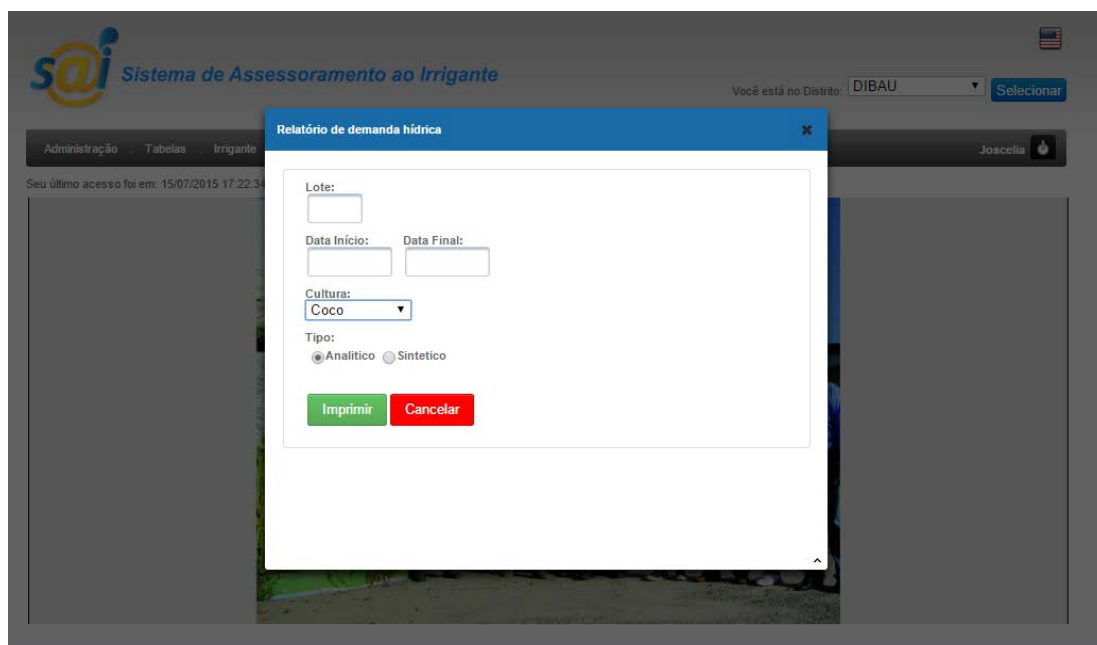 s@i Sistema de Assessoramento ao Irrigante
Você está no Distrito: DIBAU Selecionar
Relatório de demanda hídrica
Administração Tabelas Irrigante
Joscelia
Seu último acesso foi em: 15/07/2015 17:22:34
Lote:
Data Início: Data Final:
Cultura:
Coco
Tipo:
Analitico Sintetico
Imprimir Cancelar